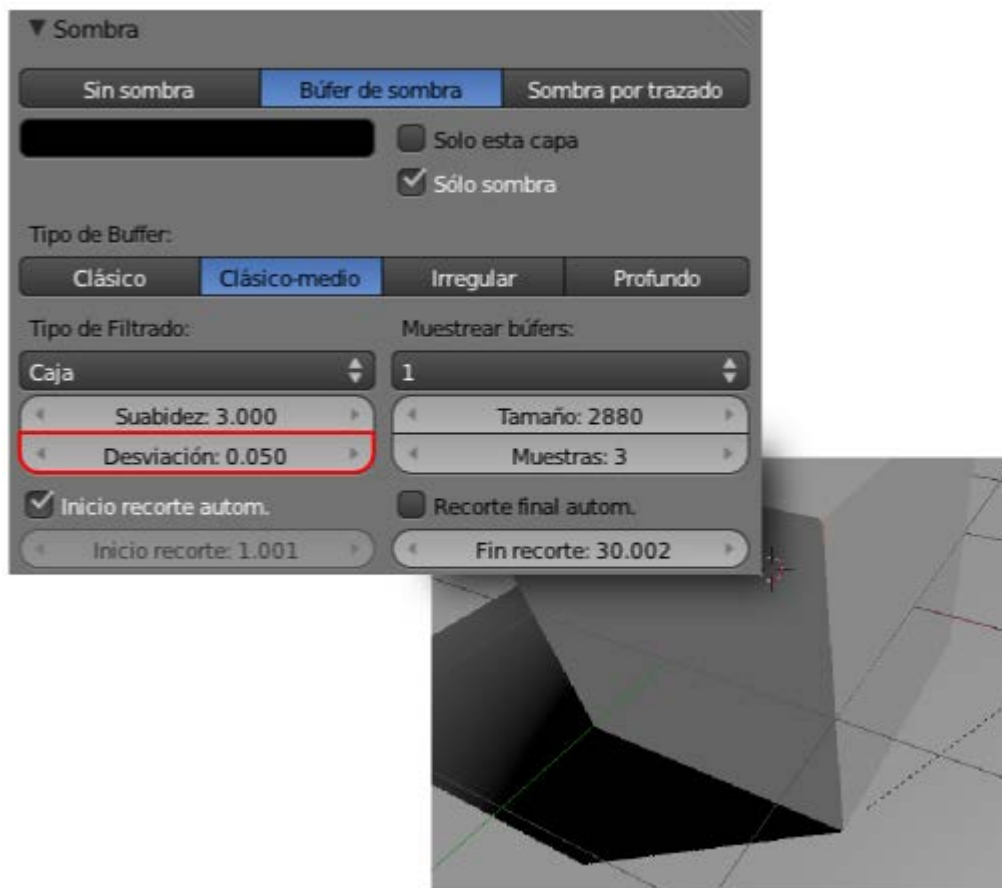 Sombra
Sin sombra Búfer de sombra Sombra por trazado
Solo esta capa
Sólo sombra
Tipo de Buffer:
Clásico Clásico-medio Irregular Profundo
Tipo de Filtrado: Muestrear búfers:
Caja 1
Suabidez: 3.000 Tamaño: 2880
Desviación: 0.050 Muestras: 3
Inicio recorte autom. Recorte final autom.
Inicio recorte: 1.001 Fin recorte: 30.002